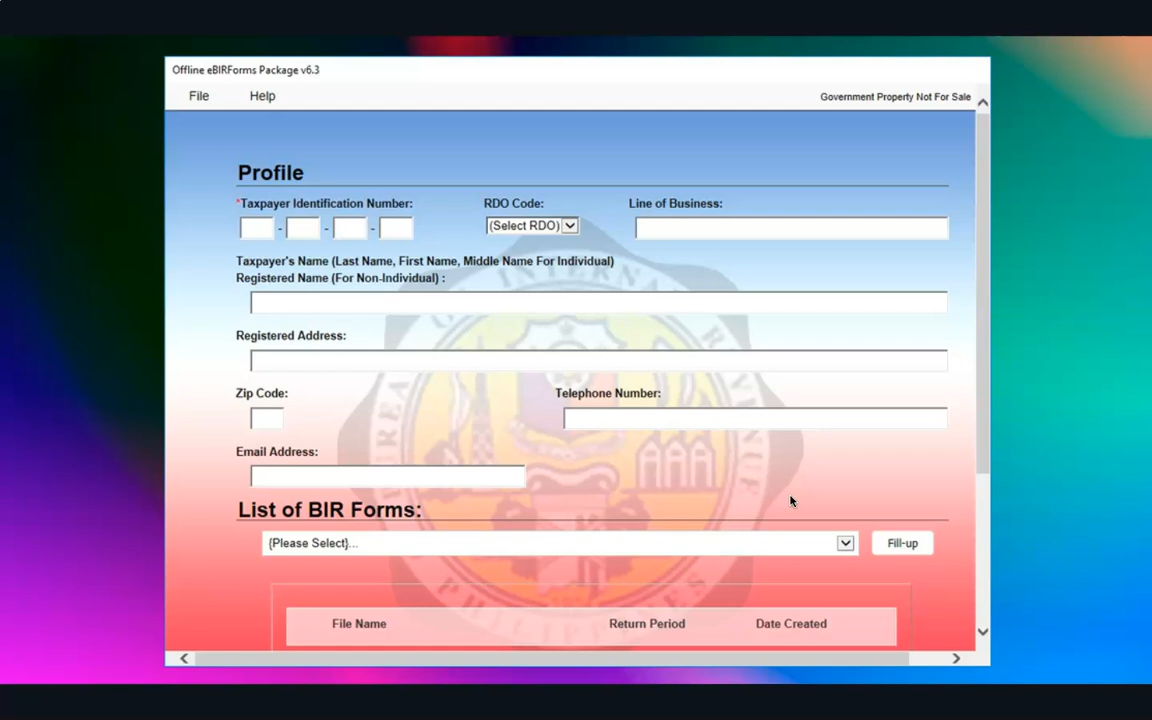 Offline eBIRForms Package v6.3
File Help Government Property Not For Sale
Profile
*Taxpayer Identification Number: RDO Code: Line of Business:
- - - (Select RDO)
Taxpayer's Name (Last Name, First Name, Middle Name For Individual)
Registered Name (For Non-Individual) :
Registered Address:
Zip Code: Telephone Number:
Email Address:
List of BIR Forms:
{Please Select}... Fill-up
File Name Return Period Date Created